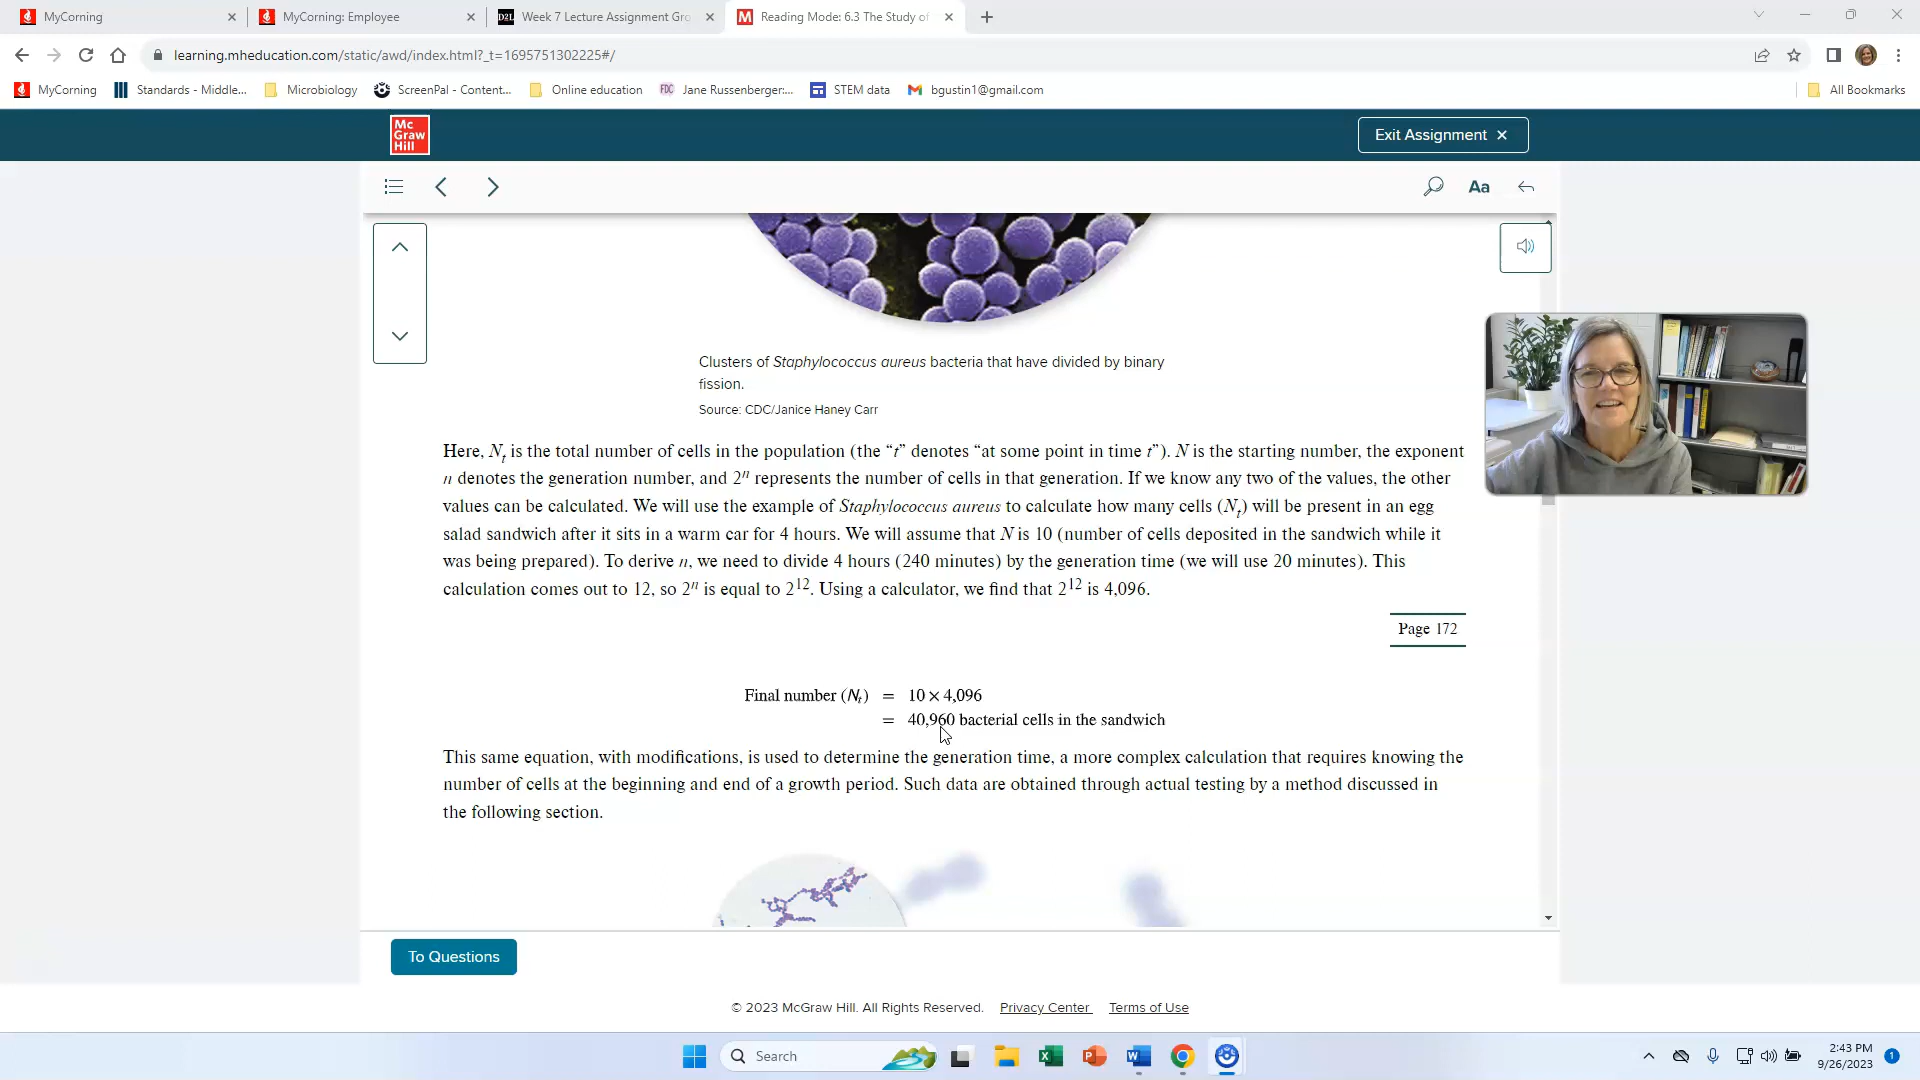 MyCorning
MyCorning: Employee
D2L
Week 7 Lecture Assignment Gro
M
Reading Mode: 6.3 The Study of
learning.mheducation.com/static/awd/index.html?_t=1695751302225#/
MyCorning
Standards - Middle...
Microbiology
ScreenPal - Content...
Online education
FDC Jane Russenberger:...
STEM data
bgustin1@gmail.com
All Bookmarks
Mc
Graw
Hill
Exit Assignment ×
Aa
Clusters of Staphylococcus aureus bacteria that have divided by binary
fission.
Source: CDC/Janice Haney Carr
Here, Nt is the total number of cells in the population (the “t” denotes “at some point in time t”). N is the starting number, the exponent
n denotes the generation number, and 2ⁿ represents the number of cells in that generation. If we know any two of the values, the other
values can be calculated. We will use the example of Staphylococcus aureus to calculate how many cells (Nt) will be present in an egg
salad sandwich after it sits in a warm car for 4 hours. We will assume that N is 10 (number of cells deposited in the sandwich while it
was being prepared). To derive n, we need to divide 4 hours (240 minutes) by the generation time (we will use 20 minutes). This
calculation comes out to 12, so 2ⁿ is equal to 2¹². Using a calculator, we find that 2¹² is 4,096.
Page 172
Final number (Nt) = 10 × 4,096
= 40,960 bacterial cells in the sandwich
This same equation, with modifications, is used to determine the generation time, a more complex calculation that requires knowing the
number of cells at the beginning and end of a growth period. Such data are obtained through actual testing by a method discussed in
the following section.
To Questions
© 2023 McGraw Hill. All Rights Reserved. Privacy Center Terms of Use
Search
2:43 PM
9/26/2023
1